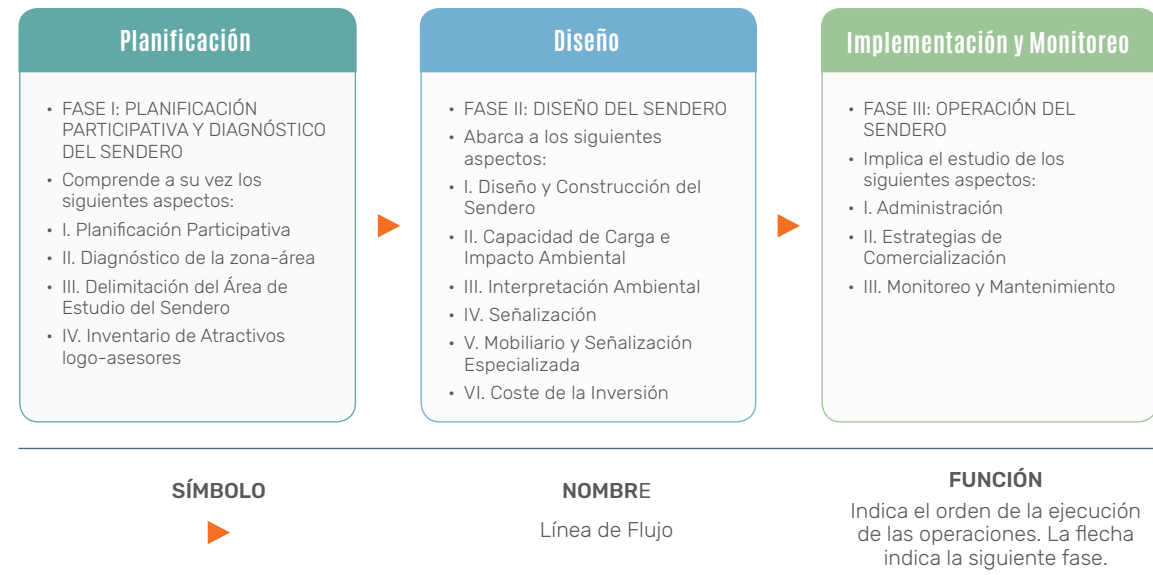 Planificación
• FASE I: PLANIFICACIÓN
PARTICIPATIVA Y DIAGNÓSTICO
DEL SENDERO
• Comprende a su vez los
siguientes aspectos:
• I. Planificación Participativa
• II. Diagnóstico de la zona-área
• III. Delimitación del Área de
Estudio del Sendero
• IV. Inventario de Atractivos
logo-asesores
Diseño
• FASE II: DISEÑO DEL SENDERO
• Abarca a los siguientes
aspectos:
• I. Diseño y Construcción del
Sendero
• II. Capacidad de Carga e
Impacto Ambiental
• III. Interpretación Ambiental
• IV. Señalización
• V. Mobiliario y Señalización
Especializada
• VI. Coste de la Inversión
Implementación y Monitoreo
• FASE III: OPERACIÓN DEL
SENDERO
• Implica el estudio de los
siguientes aspectos:
• I. Administración
• II. Estrategias de
Comercialización
• III. Monitoreo y Mantenimiento
SÍMBOLO
NOMBRE
Línea de Flujo
FUNCIÓN
Indica el orden de la ejecución
de las operaciones. La flecha
indica la siguiente fase.